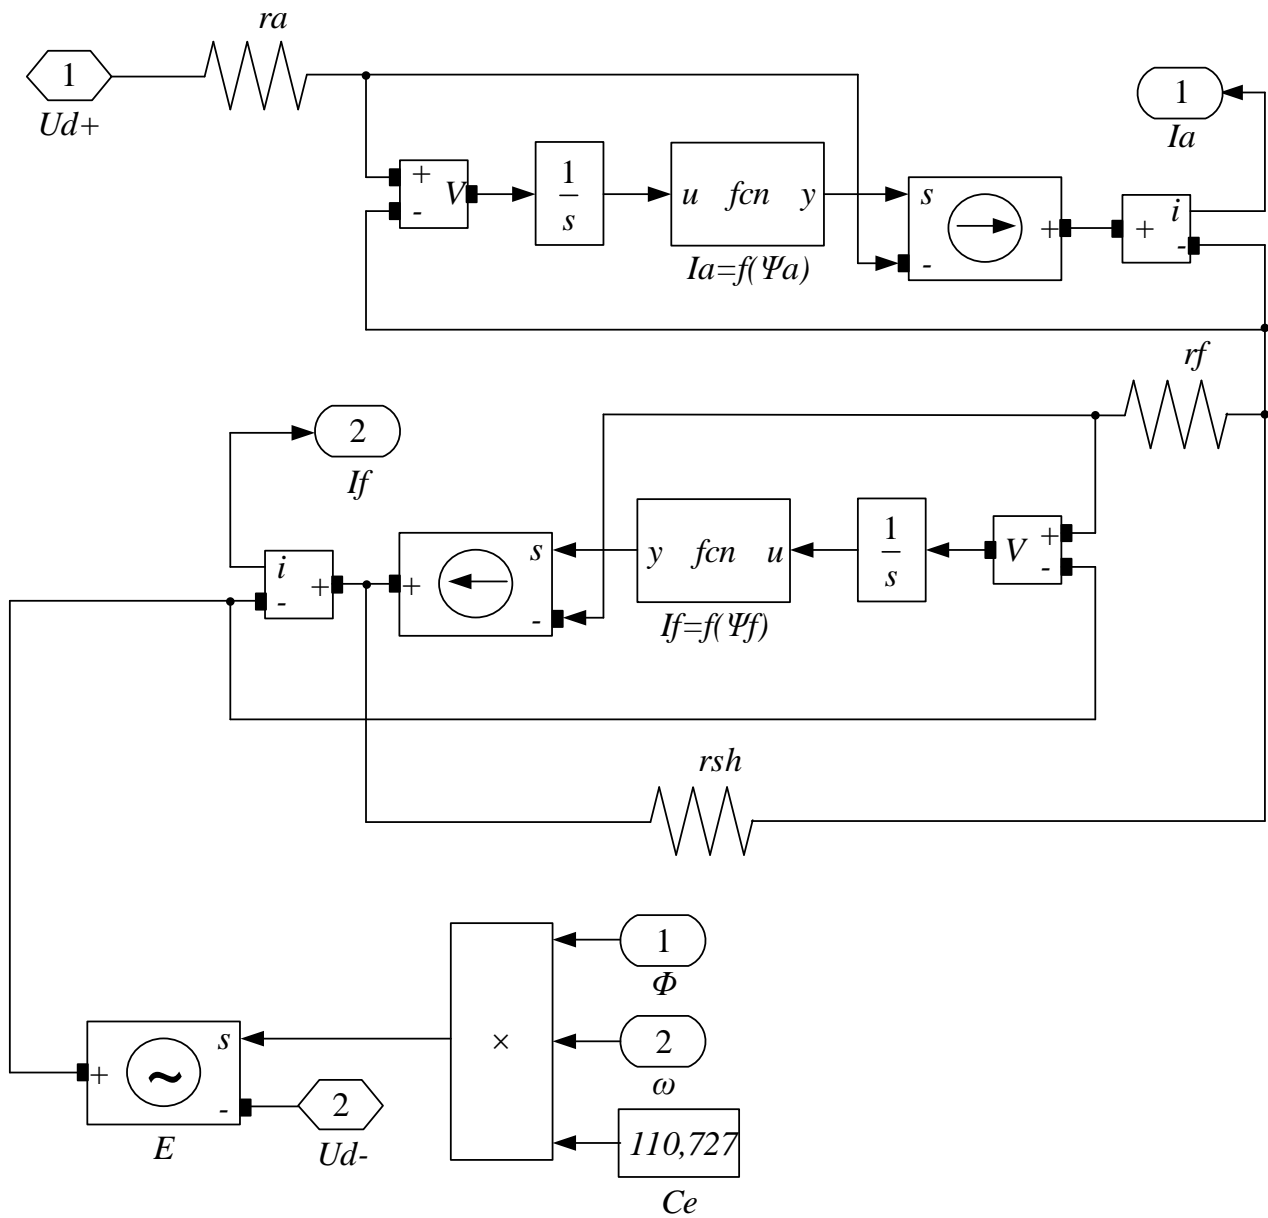 ra
1
Ud+
1
Ia
+
-
V
1
s
u fcn y
Ia=f(Ψa)
s
+
-
+
i
-
rf
2
If
i
-
+
+
s
-
y fcn u
If=f(Ψf)
1
s
V
+
-
rsh
1
Φ
×
2
ω
110,727
Ce
s
+
~
-
E
2
Ud-